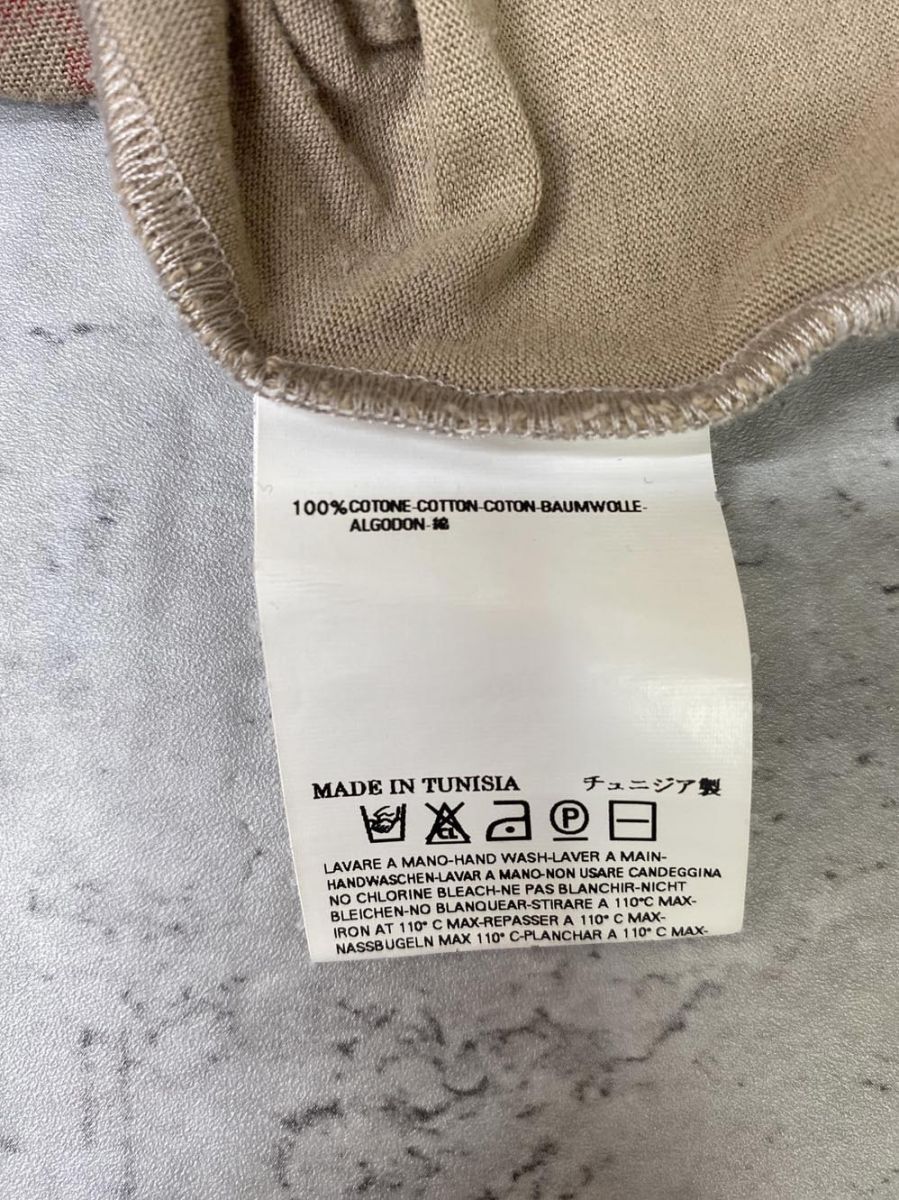 100%COTONE-COTTON-COTON-BAUMWOLLE-
ALGODON-綿
MADE IN TUNISIA チュニジア製
CL P
LAVARE A MANO-HAND WASH-LAVER A MAIN-
HANDWASCHEN-LAVAR A MANO-NON USARE CANDEGGINA
NO CHLORINE BLEACH-NE PAS BLANCHIR-NICHT
BLEICHEN-NO BLANQUEAR-STIRARE A 110°C MAX-
IRON AT 110° C MAX-REPASSER A 110° C MAX-
NASSBUGELN MAX 110° C-PLANCHAR A 110° C MAX-